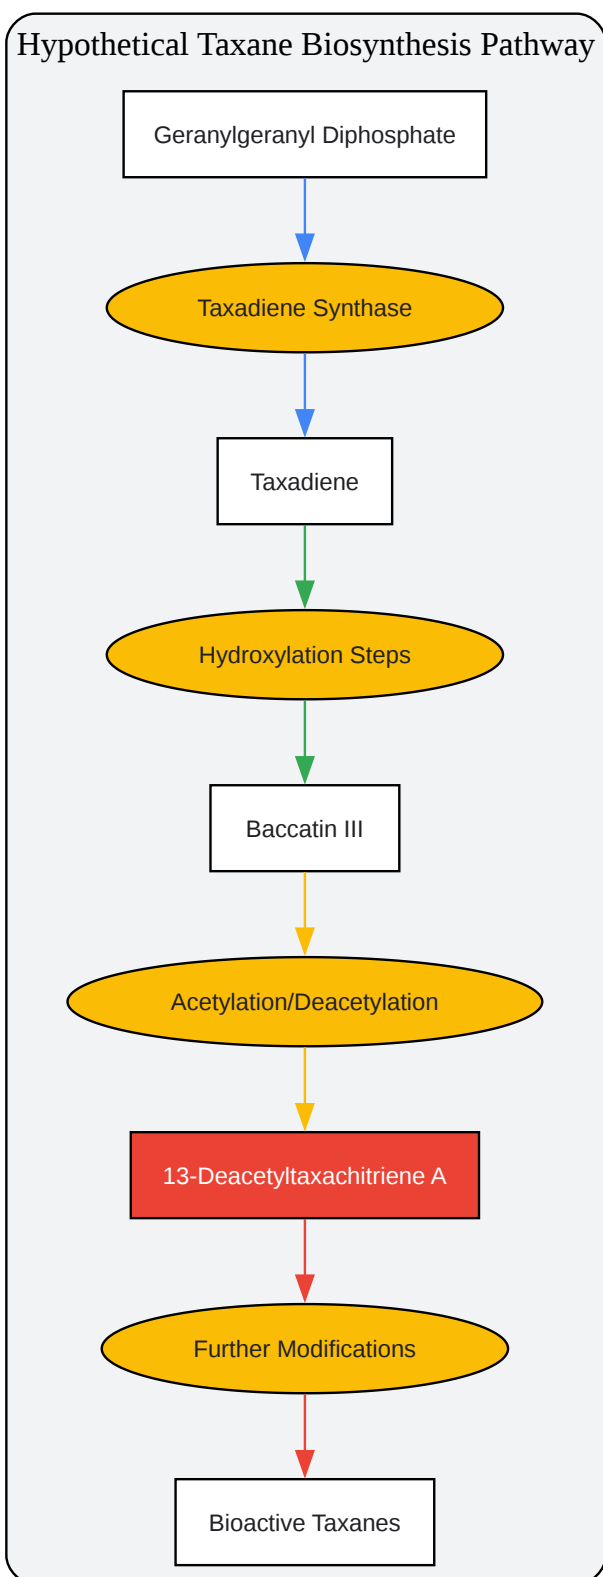 Hypothetical Taxane Biosynthesis Pathway
Geranylgeranyl Diphosphate
Taxadiene Synthase
Taxadiene
Hydroxylation Steps
Baccatin III
Acetylation/Deacetylation
13-Deacetyltaxachitriene A
Further Modifications
Bioactive Taxanes